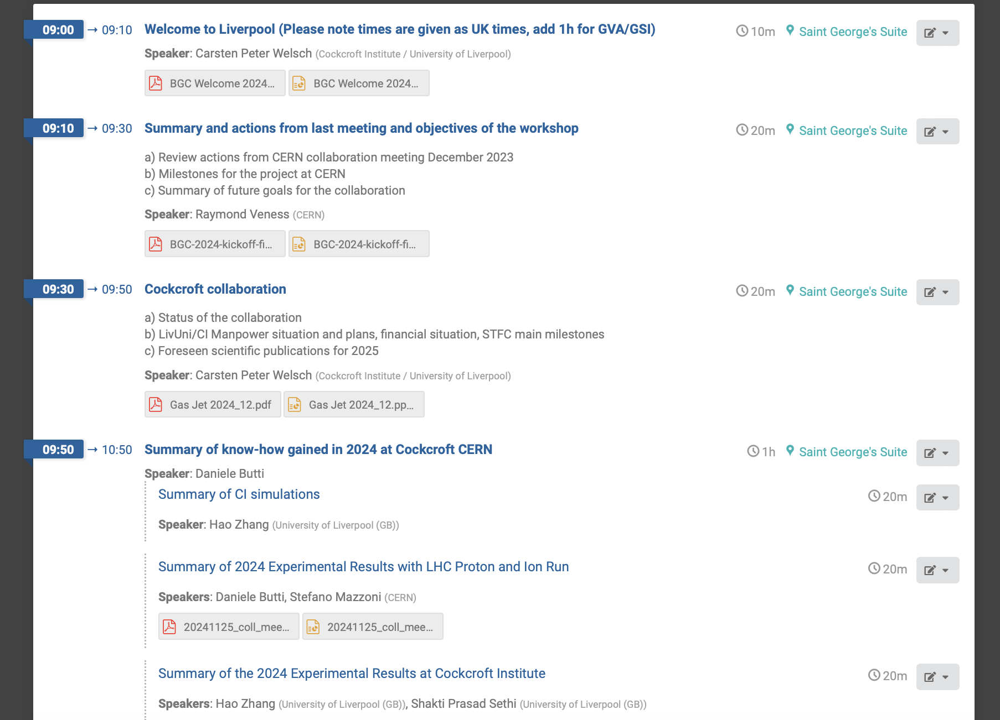 09:00 → 09:10 Welcome to Liverpool (Please note times are given as UK times, add 1h for GVA/GSI) 10m Saint George's Suite
Speaker: Carsten Peter Welsch (Cockcroft Institute / University of Liverpool)
BGC Welcome 2024... BGC Welcome 2024...
09:10 → 09:30 Summary and actions from last meeting and objectives of the workshop 20m Saint George's Suite
a) Review actions from CERN collaboration meeting December 2023
b) Milestones for the project at CERN
c) Summary of future goals for the collaboration
Speaker: Raymond Veness (CERN)
BGC-2024-kickoff-fi... BGC-2024-kickoff-fi...
09:30 → 09:50 Cockcroft collaboration 20m Saint George's Suite
a) Status of the collaboration
b) LivUni/CI Manpower situation and plans, financial situation, STFC main milestones
c) Foreseen scientific publications for 2025
Speaker: Carsten Peter Welsch (Cockcroft Institute / University of Liverpool)
Gas Jet 2024_12.pdf Gas Jet 2024_12.pp...
09:50 → 10:50 Summary of know-how gained in 2024 at Cockcroft CERN 1h Saint George's Suite
Speaker: Daniele Butti
Summary of CI simulations 20m
Speaker: Hao Zhang (University of Liverpool (GB))
Summary of 2024 Experimental Results with LHC Proton and Ion Run 20m
Speakers: Daniele Butti, Stefano Mazzoni (CERN)
20241125_coll_mee... 20241125_coll_mee...
Summary of the 2024 Experimental Results at Cockcroft Institute 20m
Speakers: Hao Zhang (University of Liverpool (GB)), Shakti Prasad Sethi (University of Liverpool (GB))